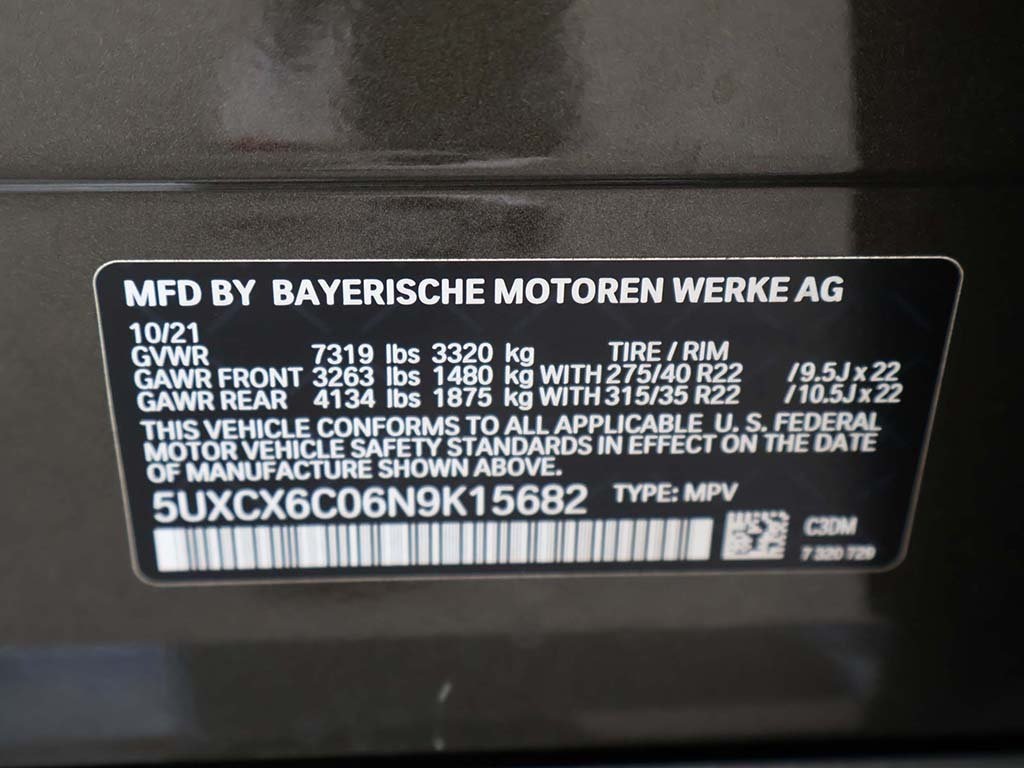 MFD BY BAYERISCHE MOTOREN WERKE AG
10/21
GVWR 7319 lbs 3320 kg TIRE / RIM
GAWR FRONT 3263 lbs 1480 kg WITH 275/40 R22 /9.5J x 22
GAWR REAR 4134 lbs 1875 kg WITH 315/35 R22 /10.5J x 22
THIS VEHICLE CONFORMS TO ALL APPLICABLE U. S. FEDERAL
MOTOR VEHICLE SAFETY STANDARDS IN EFFECT ON THE DATE
OF MANUFACTURE SHOWN ABOVE.
5UXCX6C06N9K15682 TYPE: MPV
C3DM
7 320 729